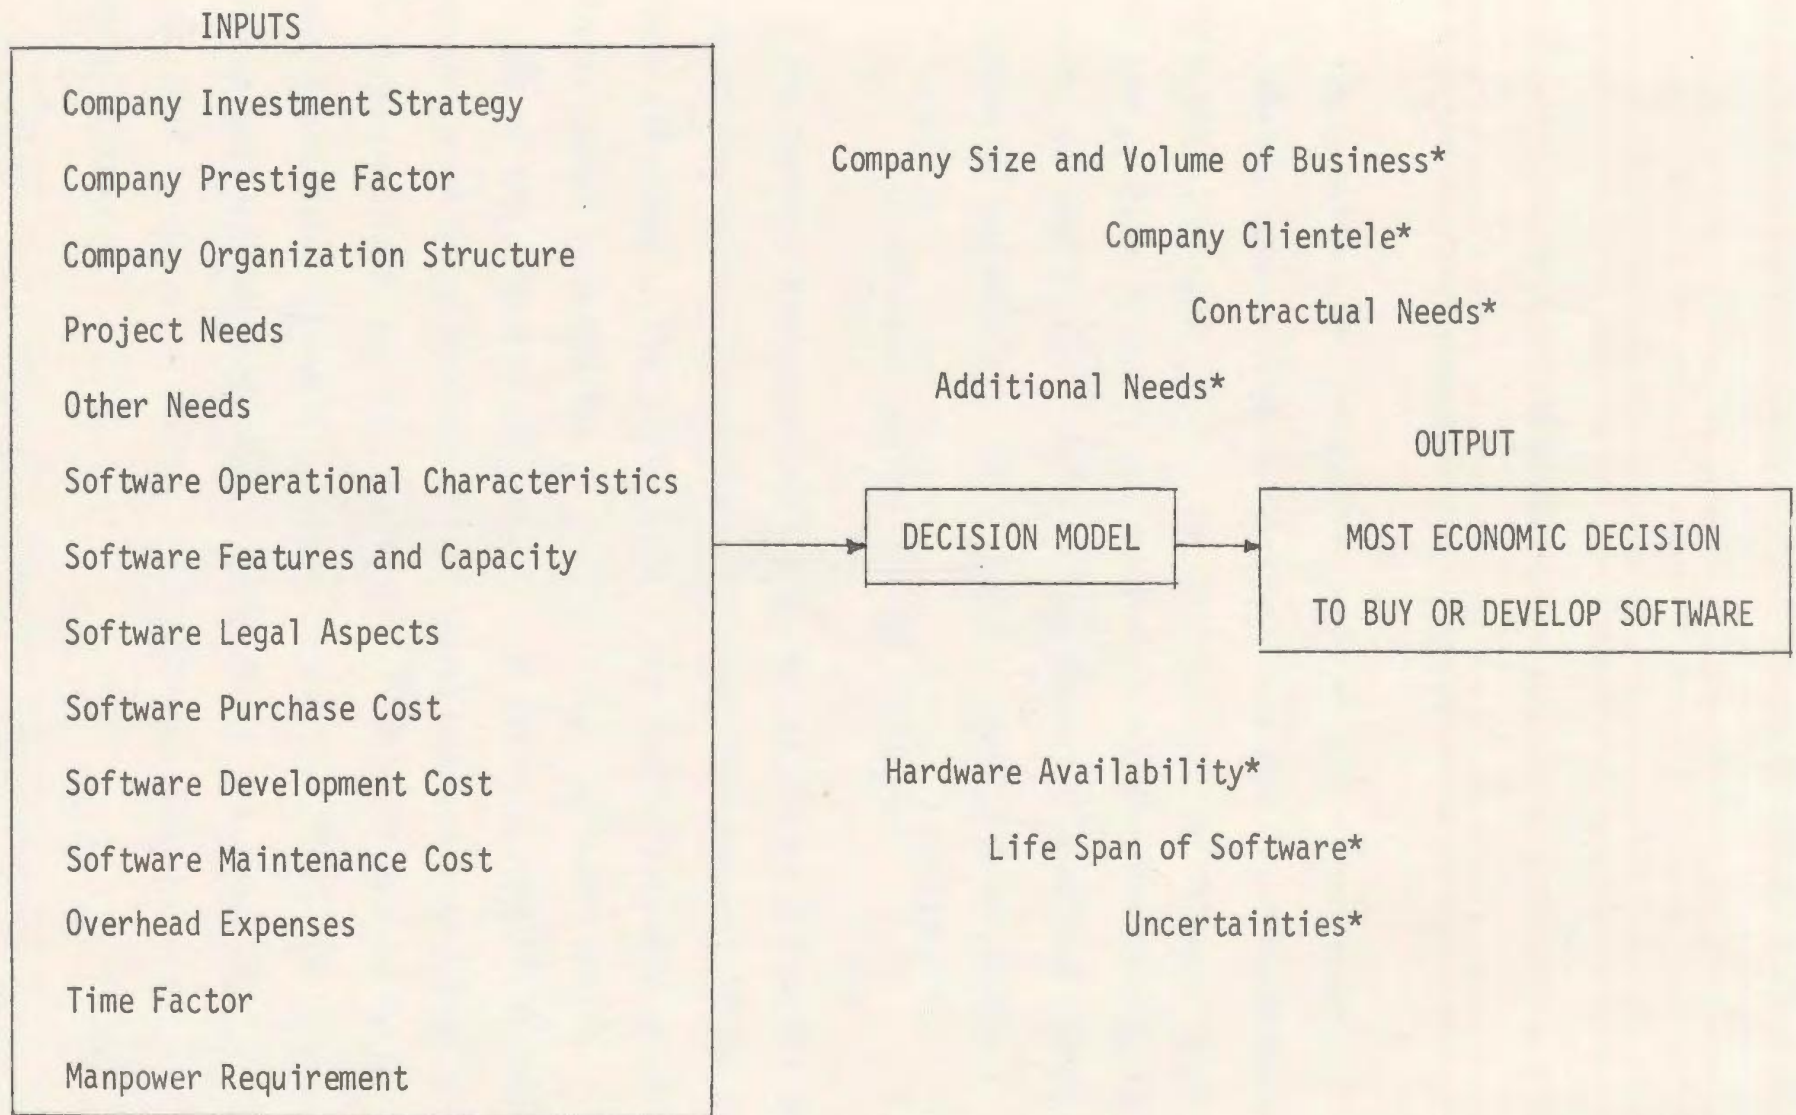 INPUTS
Company Investment Strategy
Company Prestige Factor
Company Organization Structure
Project Needs
Other Needs
Software Operational Characteristics
Software Features and Capacity
Software Legal Aspects
Software Purchase Cost
Software Development Cost
Software Maintenance Cost
Overhead Expenses
Time Factor
Manpower Requirement
Company Size and Volume of Business*
Company Clientele*
Contractual Needs*
Additional Needs*
DECISION MODEL
OUTPUT
MOST ECONOMIC DECISION
TO BUY OR DEVELOP SOFTWARE
Hardware Availability*
Life Span of Software*
Uncertainties*